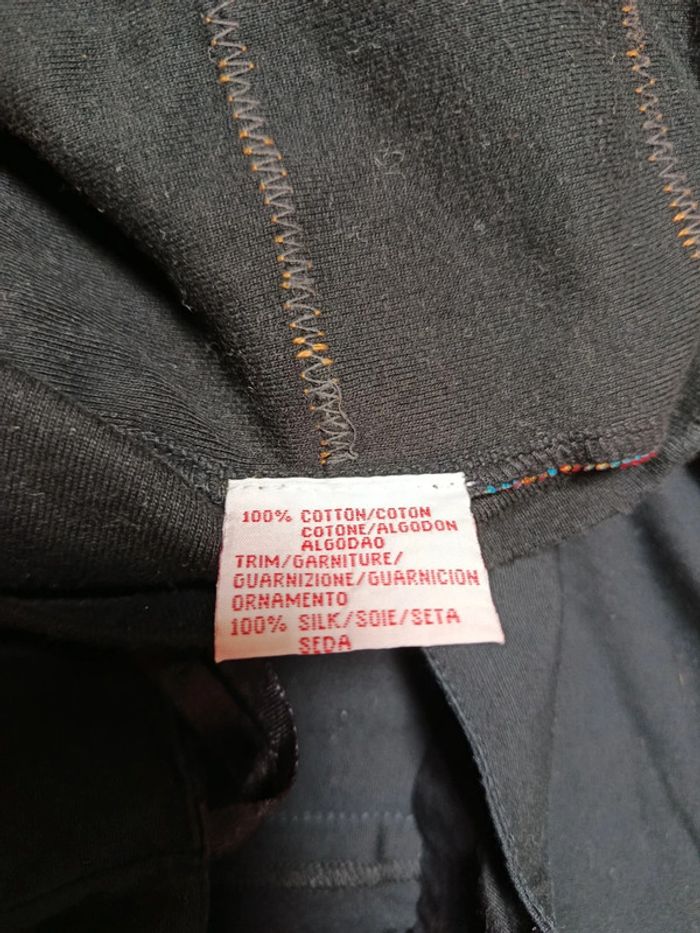 100% COTTON/COTON
COTONE/ALGODON
ALGODAO
TRIM/GARNITURE/
GUARNIZIONE/GUARNICION
ORNAMENTO
100% SILK/SOIE/SETA
SEDA